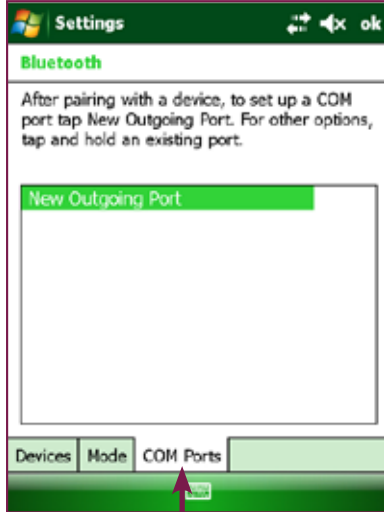 Settings ok
Bluetooth
After pairing with a device, to set up a COM
port tap New Outgoing Port. For other options,
tap and hold an existing port.
New Outgoing Port
Devices Mode COM Ports